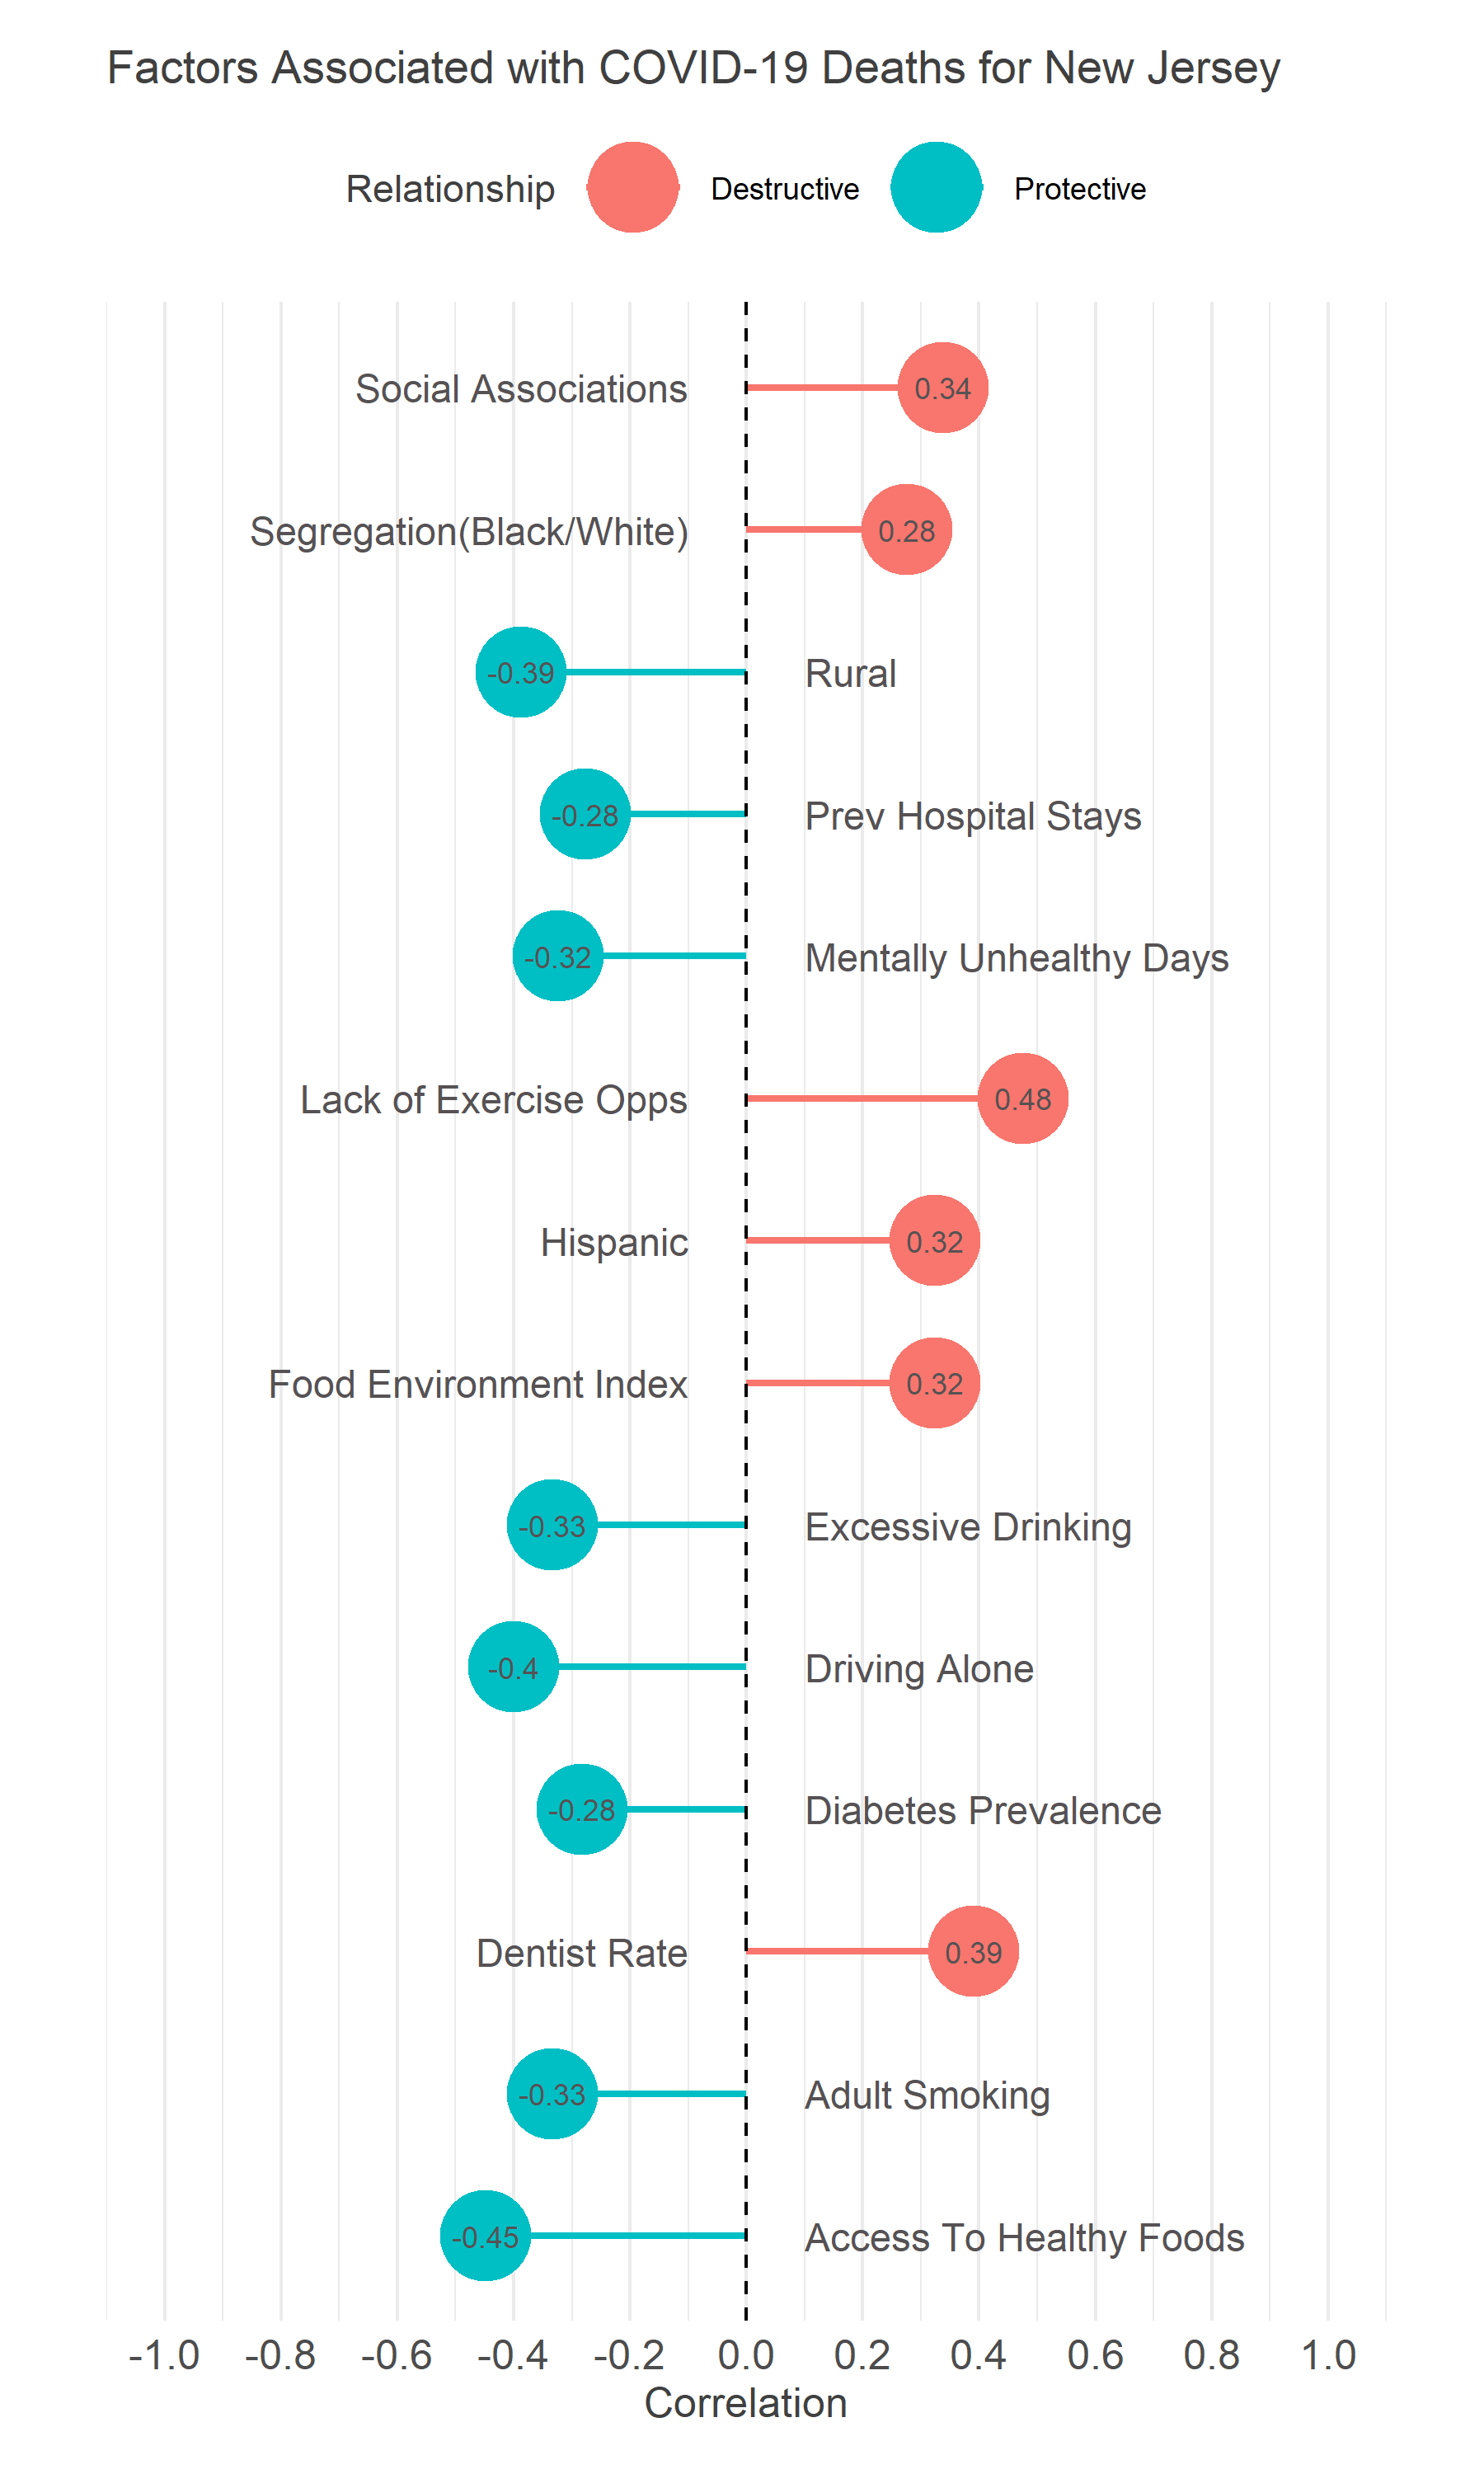 Factors Associated with COVID-19 Deaths for New Jersey
Relationship Destructive Protective
Social Associations 0.34
Segregation(Black/White) 0.28
-0.39 Rural
-0.28 Prev Hospital Stays
-0.32 Mentally Unhealthy Days
Lack of Exercise Opps 0.48
Hispanic 0.32
Food Environment Index 0.32
-0.33 Excessive Drinking
-0.4 Driving Alone
-0.28 Diabetes Prevalence
Dentist Rate 0.39
-0.33 Adult Smoking
-0.45 Access To Healthy Foods
-1.0 -0.8 -0.6 -0.4 -0.2 0.0 0.2 0.4 0.6 0.8 1.0
Correlation